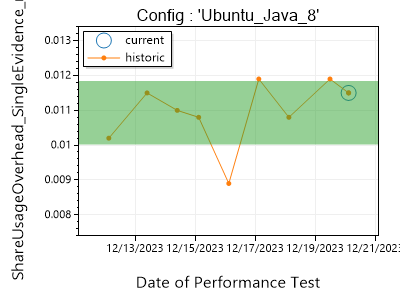 Config : 'Ubuntu_Java_8'
current
historic
0.013
0.012
0.011
0.01
0.009
0.008
ShareUsageOverhead_SingleEvidence_
12/13/2023
12/15/2023
12/17/2023
12/19/2023
12/21/2023
Date of Performance Test